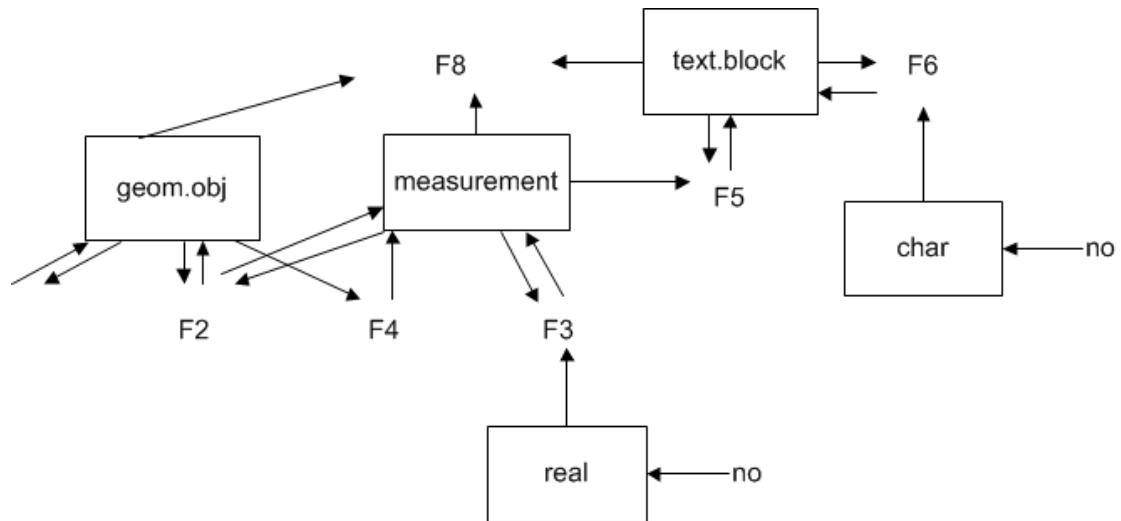 F8
text.block
F6
geom.obj
measurement
F5
char
no
F2
F4
F3
real
no